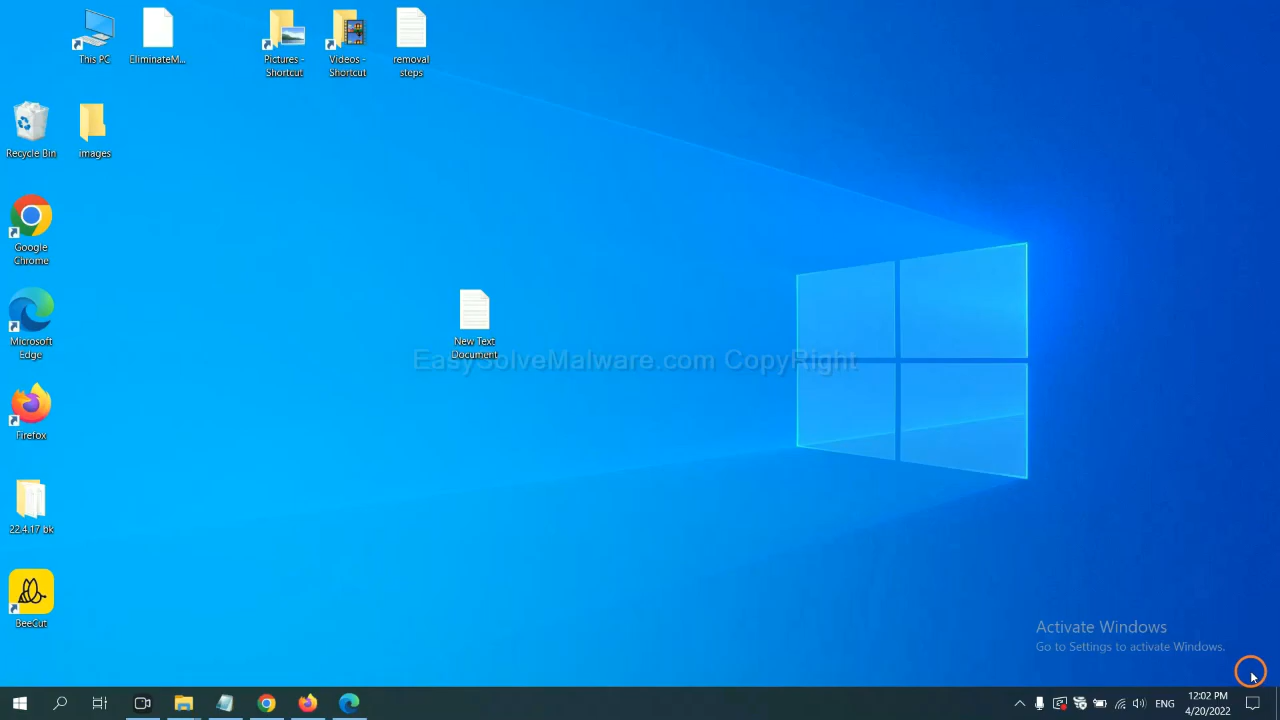 This PC
EliminateM...
Pictures -
Shortcut
Videos -
Shortcut
removal
steps
Recycle Bin
images
Google
Chrome
New Text
Document
Microsoft
Edge
EasySolveMalware.com CopyRight
Firefox
22.4.17 bk
BeeCut
Activate Windows
Go to Settings to activate Windows.
ENG
12:02 PM
4/20/2022